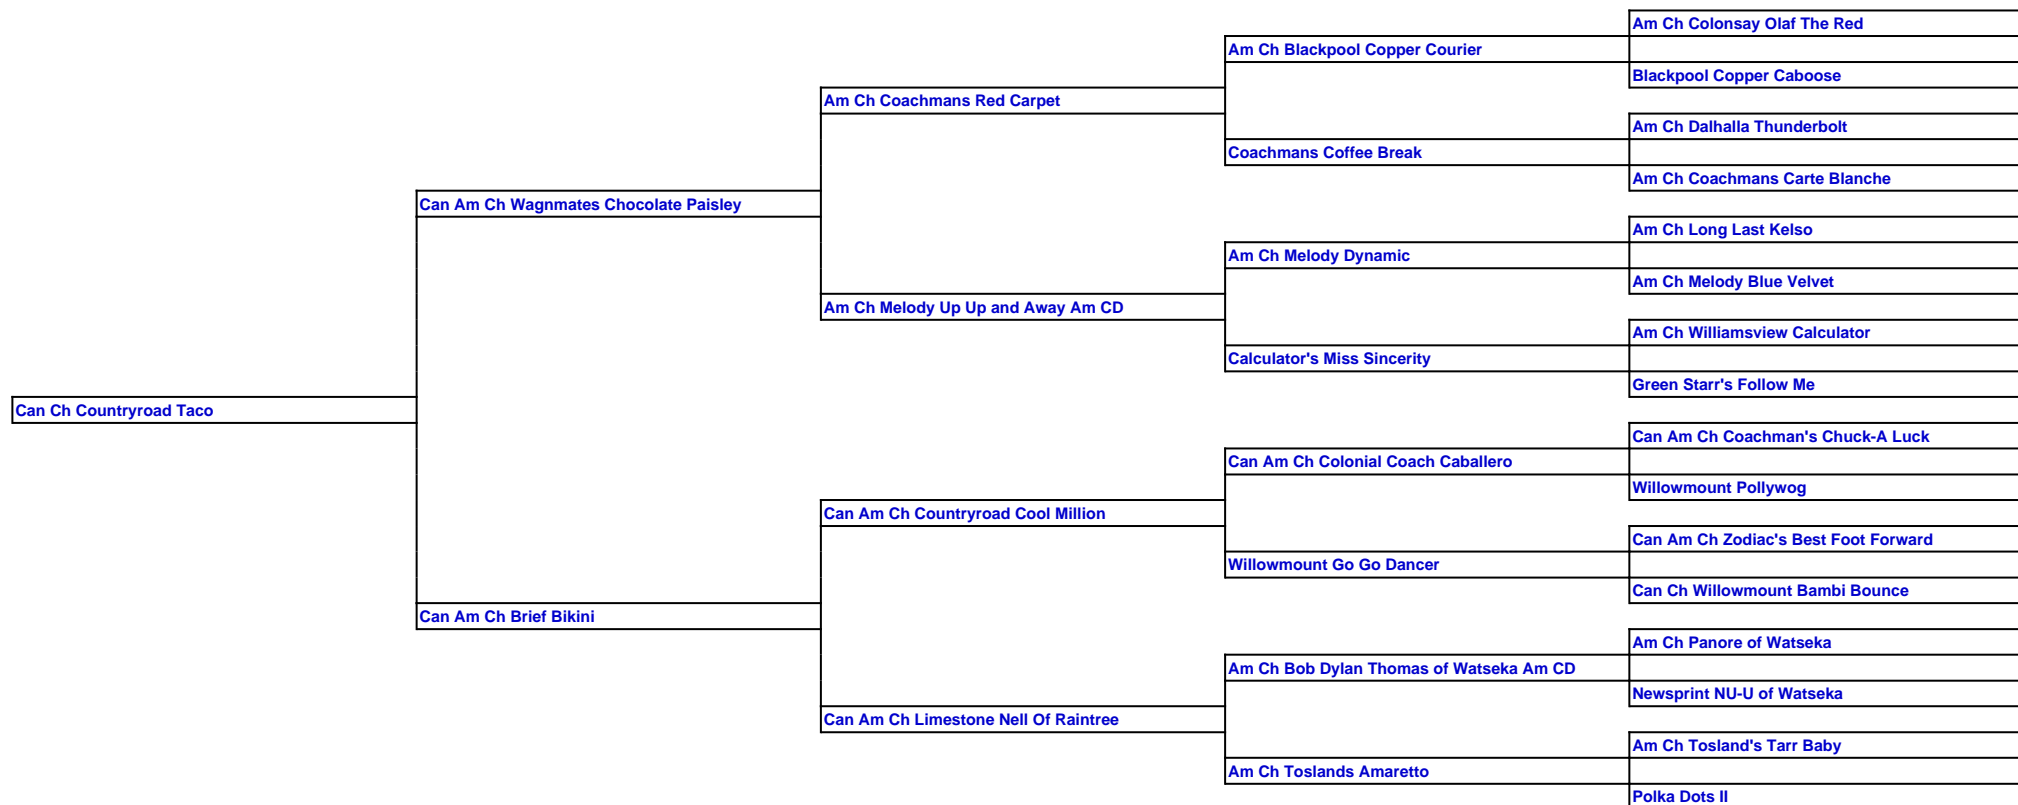 Am Ch Colonsay Olaf The Red
Am Ch Blackpool Copper Courier
Blackpool Copper Caboose
Am Ch Coachmans Red Carpet
Am Ch Dalhalla Thunderbolt
Coachmans Coffee Break
Am Ch Coachmans Carte Blanche
Can Am Ch Wagnmates Chocolate Paisley
Am Ch Long Last Kelso
Am Ch Melody Dynamic
Am Ch Melody Blue Velvet
Am Ch Melody Up Up and Away Am CD
Am Ch Williamsview Calculator
Calculator's Miss Sincerity
Green Starr's Follow Me
Can Ch Countryroad Taco
Can Am Ch Coachman's Chuck-A Luck
Can Am Ch Colonial Coach Caballero
Willowmount Pollywog
Can Am Ch Countryroad Cool Million
Can Am Ch Zodiac's Best Foot Forward
Willowmount Go Go Dancer
Can Ch Willowmount Bambi Bounce
Can Am Ch Brief Bikini
Am Ch Panore of Watseka
Am Ch Bob Dylan Thomas of Watseka Am CD
Newsprint NU-U of Watseka
Can Am Ch Limestone Nell Of Raintree
Am Ch Tosland's Tarr Baby
Am Ch Toslands Amaretto
Polka Dots II